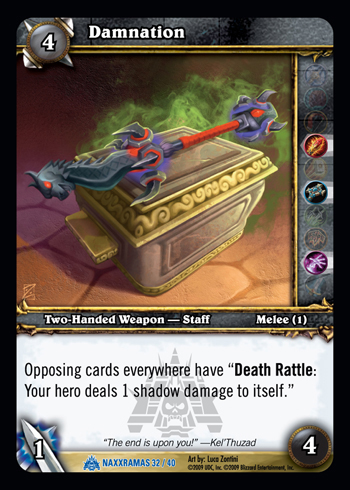 4
Damnation
Two-Handed Weapon — Staff
Melee (1)
Opposing cards everywhere have “Death Rattle:
Your hero deals 1 shadow damage to itself.”
1
4
“The end is upon you!” —Kel’Thuzad
NAXXRAMAS 32 / 40
Art by: Luca Zontini
©2009 UDC, Inc. ©2009 Blizzard Entertainment, Inc.